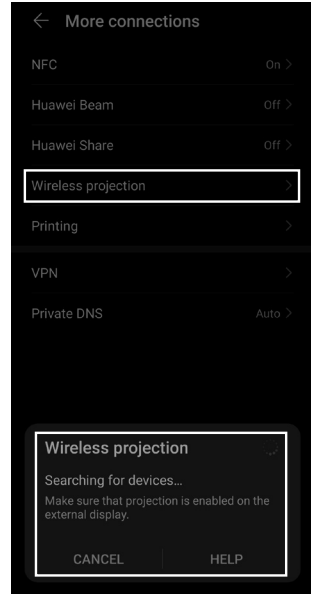 More connections
NFC On
Huawei Beam Off
Huawei Share Off
Wireless projection
Printing
VPN
Private DNS Auto
Wireless projection
Searching for devices...
Make sure that projection is enabled on the
external display.
CANCEL HELP